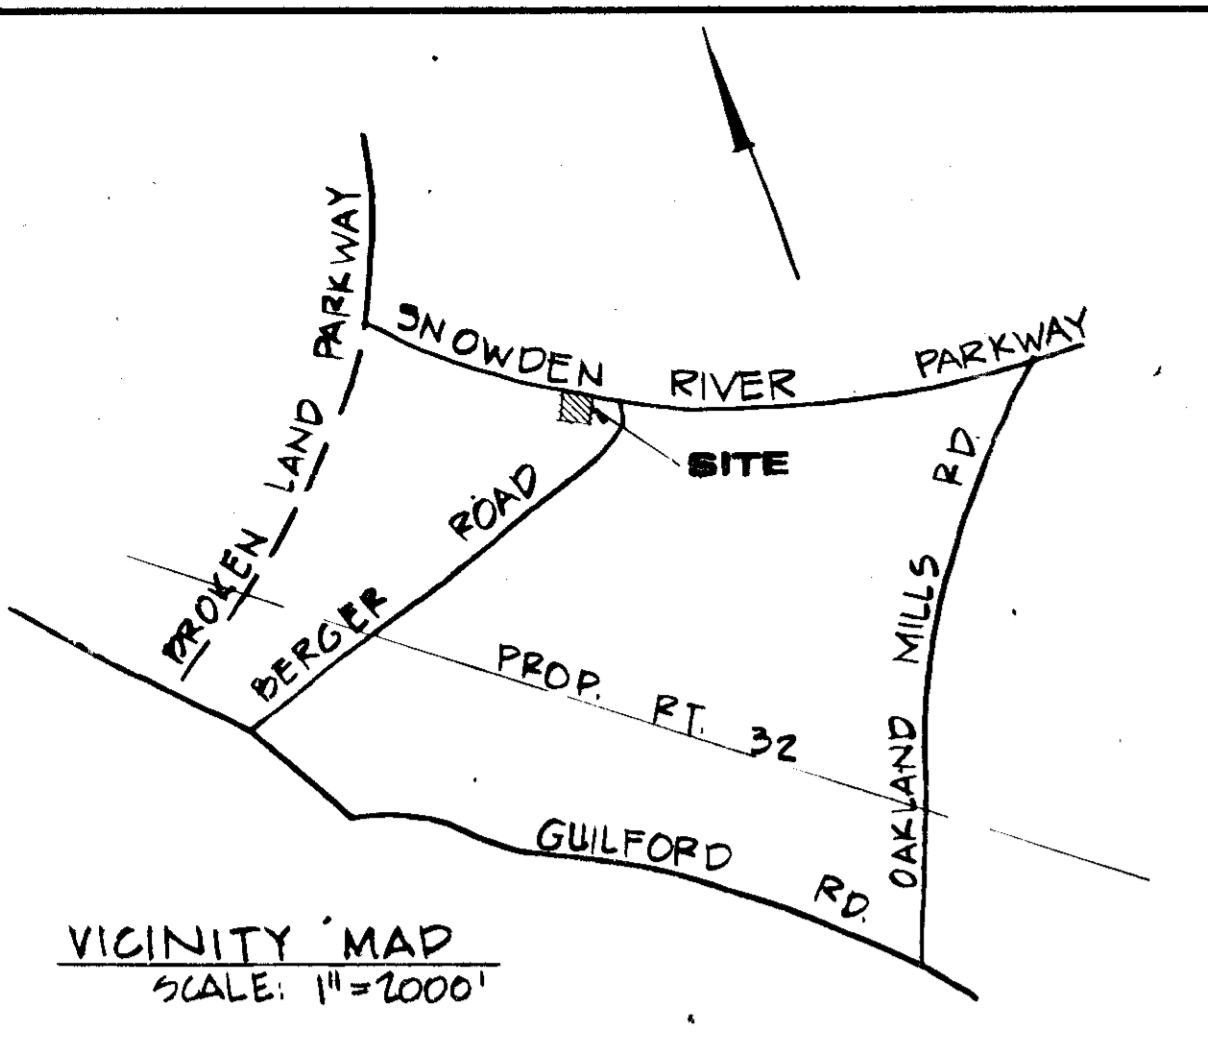 BROKEN LAND PARKWAY
SNOWDEN RIVER PARKWAY
SITE
BERGER ROAD
OAKLAND MILLS RD.
PROP. RT. 32
GUILFORD RD.
VICINITY MAP
SCALE: 1"=2000'